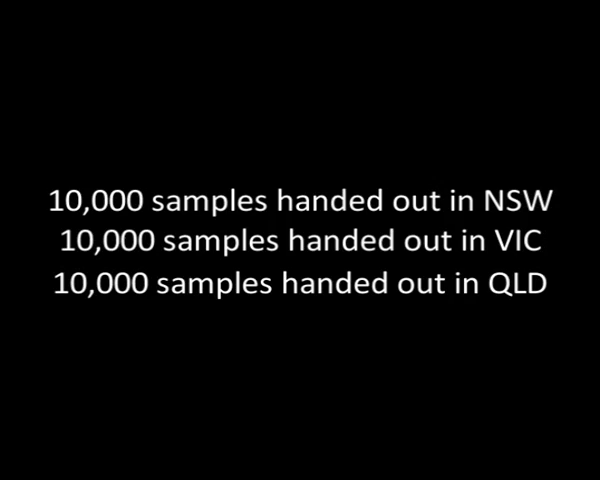 10,000 samples handed out in NSW
10,000 samples handed out in VIC
10,000 samples handed out in QLD